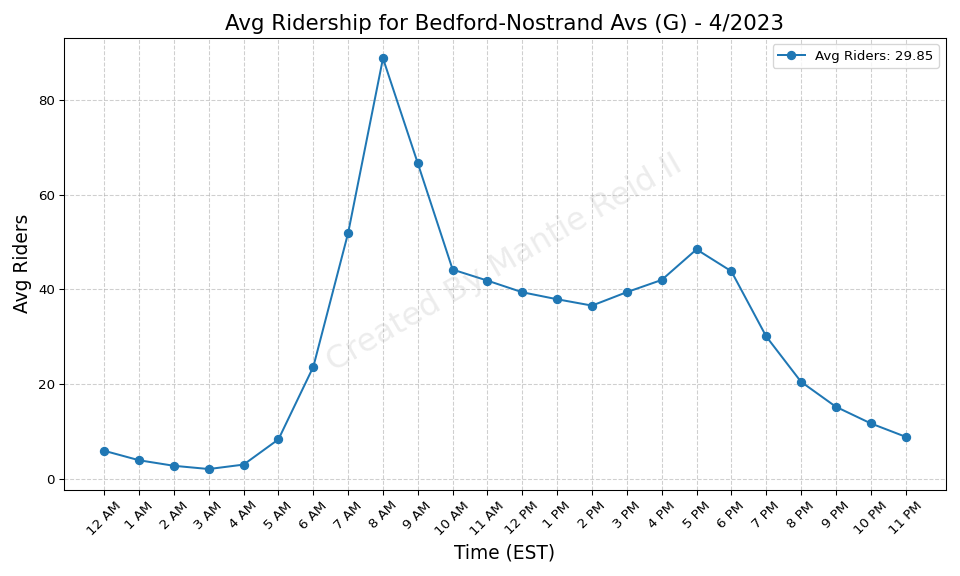 Avg Ridership for Bedford-Nostrand Avs (G) - 4/2023
Avg Riders: 29.85
Avg Riders
80
60
40
20
0
Created By Mantie Reid II
12 AM
1 AM
2 AM
3 AM
4 AM
5 AM
6 AM
7 AM
8 AM
9 AM
10 AM
11 AM
12 PM
1 PM
2 PM
3 PM
4 PM
5 PM
6 PM
7 PM
8 PM
9 PM
10 PM
11 PM
Time (EST)